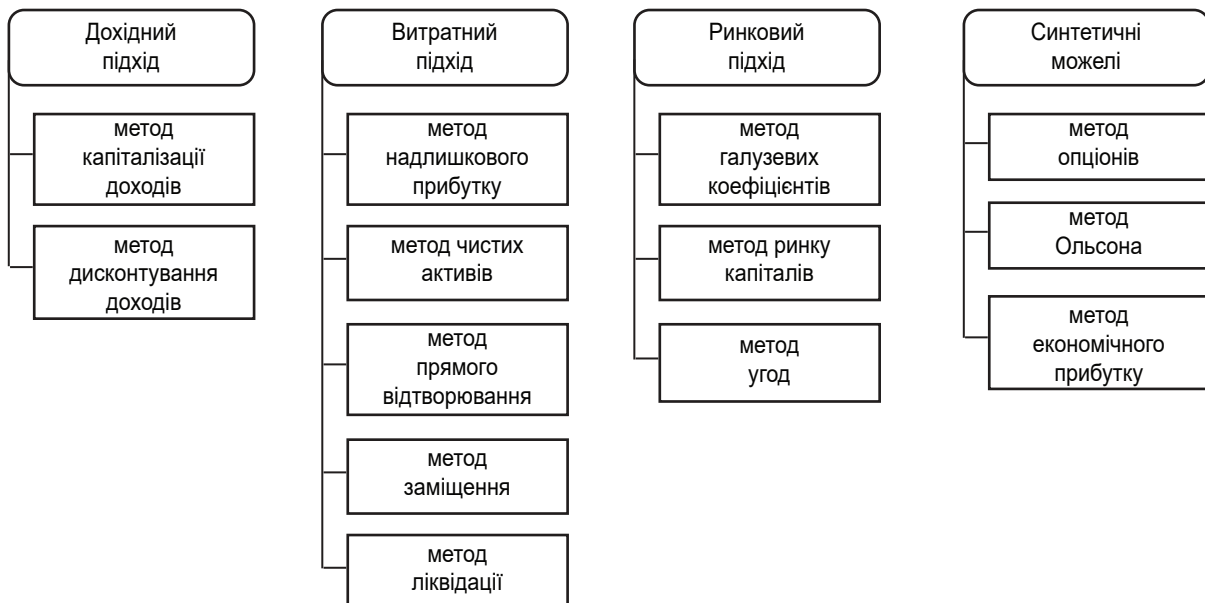 Дохідний
підхід
метод
капіталізації
доходів
метод
дисконтування
доходів
Витратний
підхід
метод
надлишкового
прибутку
метод чистих
активів
метод
прямого
відтворювання
метод
заміщення
метод
ліквідації
Ринковий
підхід
метод
галузевих
коефіцієнтів
метод ринку
капіталів
метод
угод
Синтетичні
можелі
метод
опціонів
метод
Ольсона
метод
економічного
прибутку